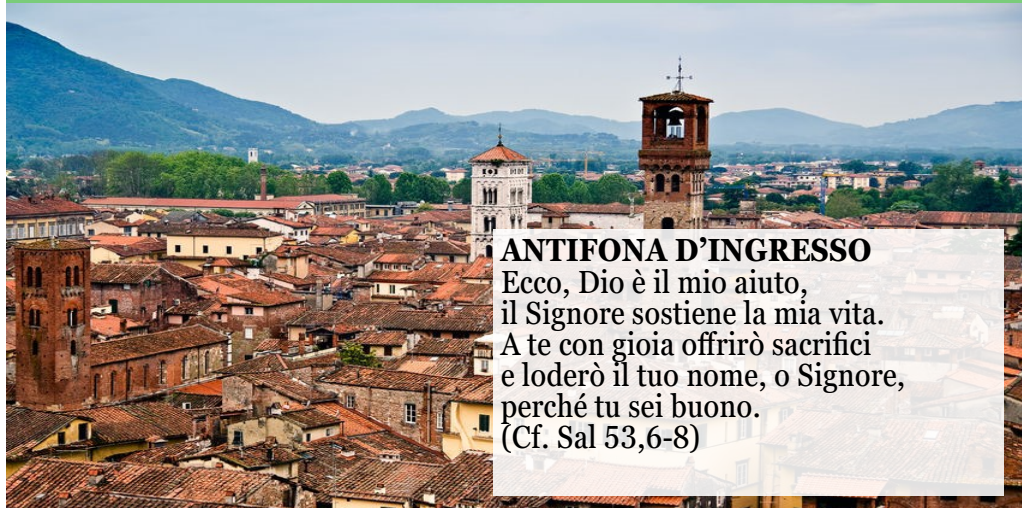 ANTIFONA D’INGRESSO
Ecco, Dio è il mio aiuto,
il Signore sostiene la mia vita.
A te con gioia offrirò sacrifici
e loderò il tuo nome, o Signore,
perché tu sei buono.
(Cf. Sal 53,6-8)